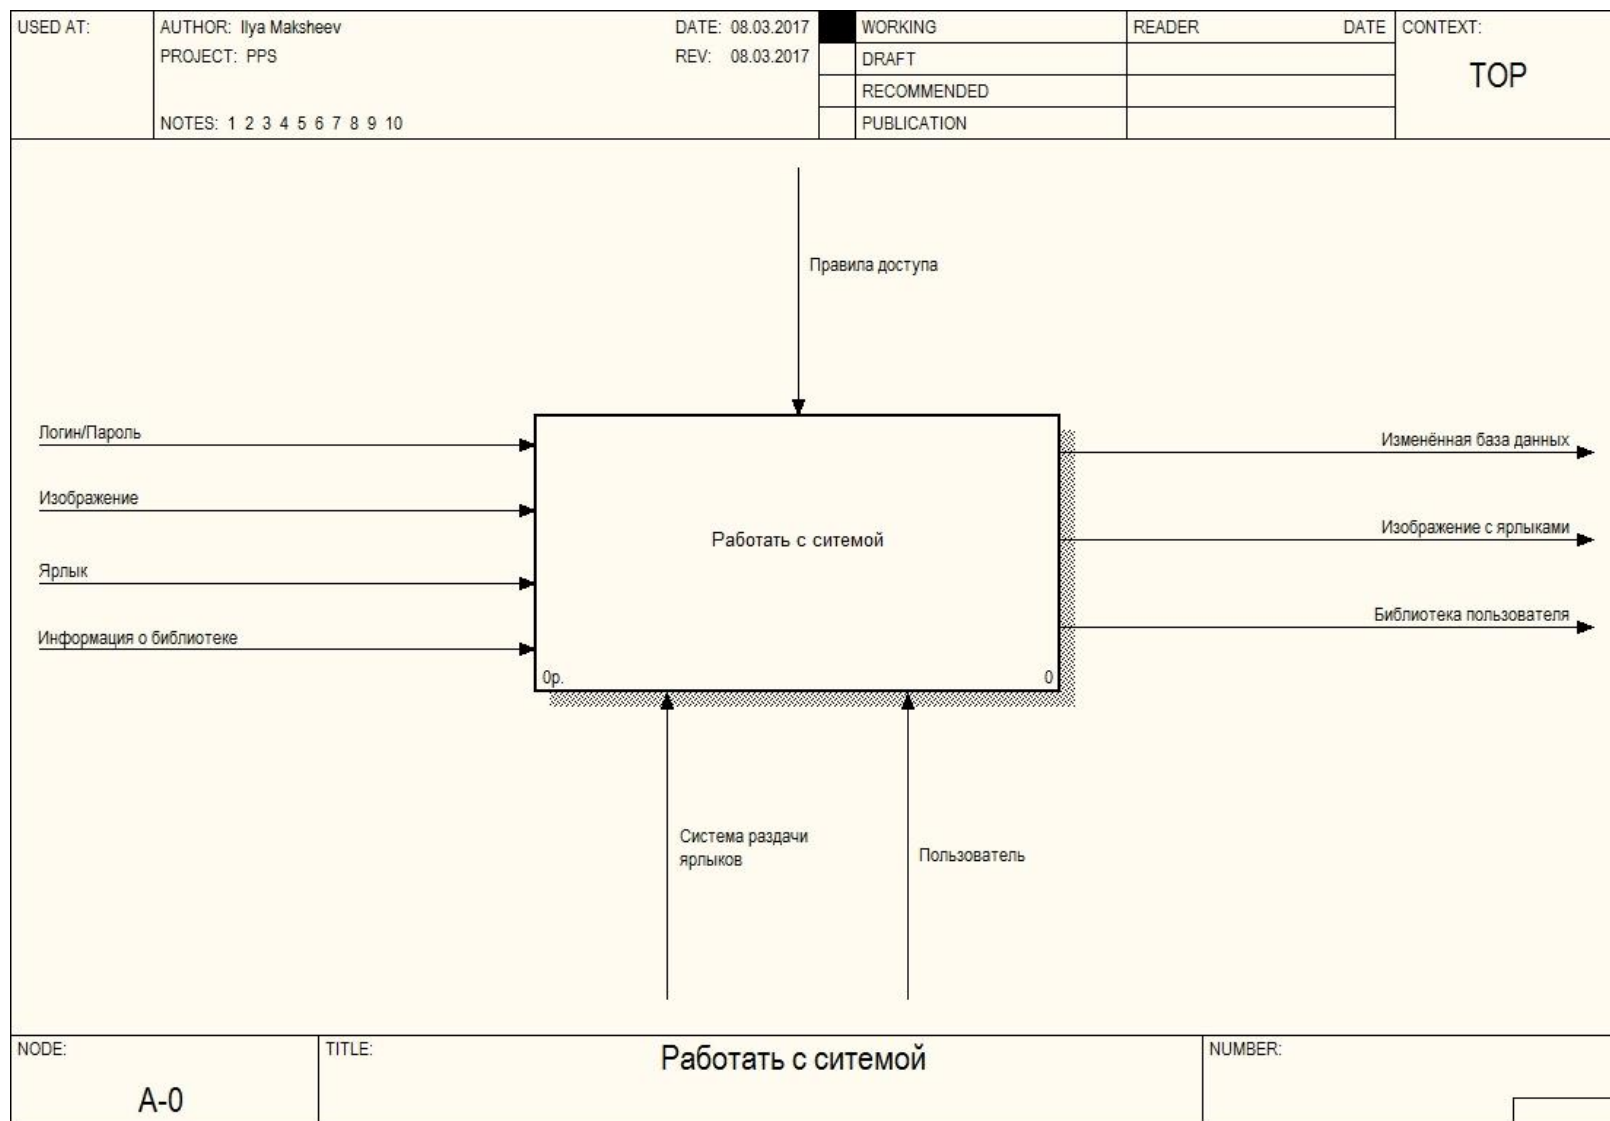 USED AT:
AUTHOR: Ilya Maksheev
DATE: 08.03.2017
PROJECT: PPS
REV: 08.03.2017
NOTES: 1 2 3 4 5 6 7 8 9 10
WORKING
DRAFT
RECOMMENDED
PUBLICATION
READER DATE
CONTEXT:
TOP
Правила доступа
Логин/Пароль
Изображение
Ярлык
Информация о библиотеке
Работать с ситемой
0р.
0
Изменённая база данных
Изображение с ярлыками
Библиотека пользователя
Система раздачи
ярлыков
Пользователь
NODE:
A-0
TITLE:
Работать с ситемой
NUMBER: